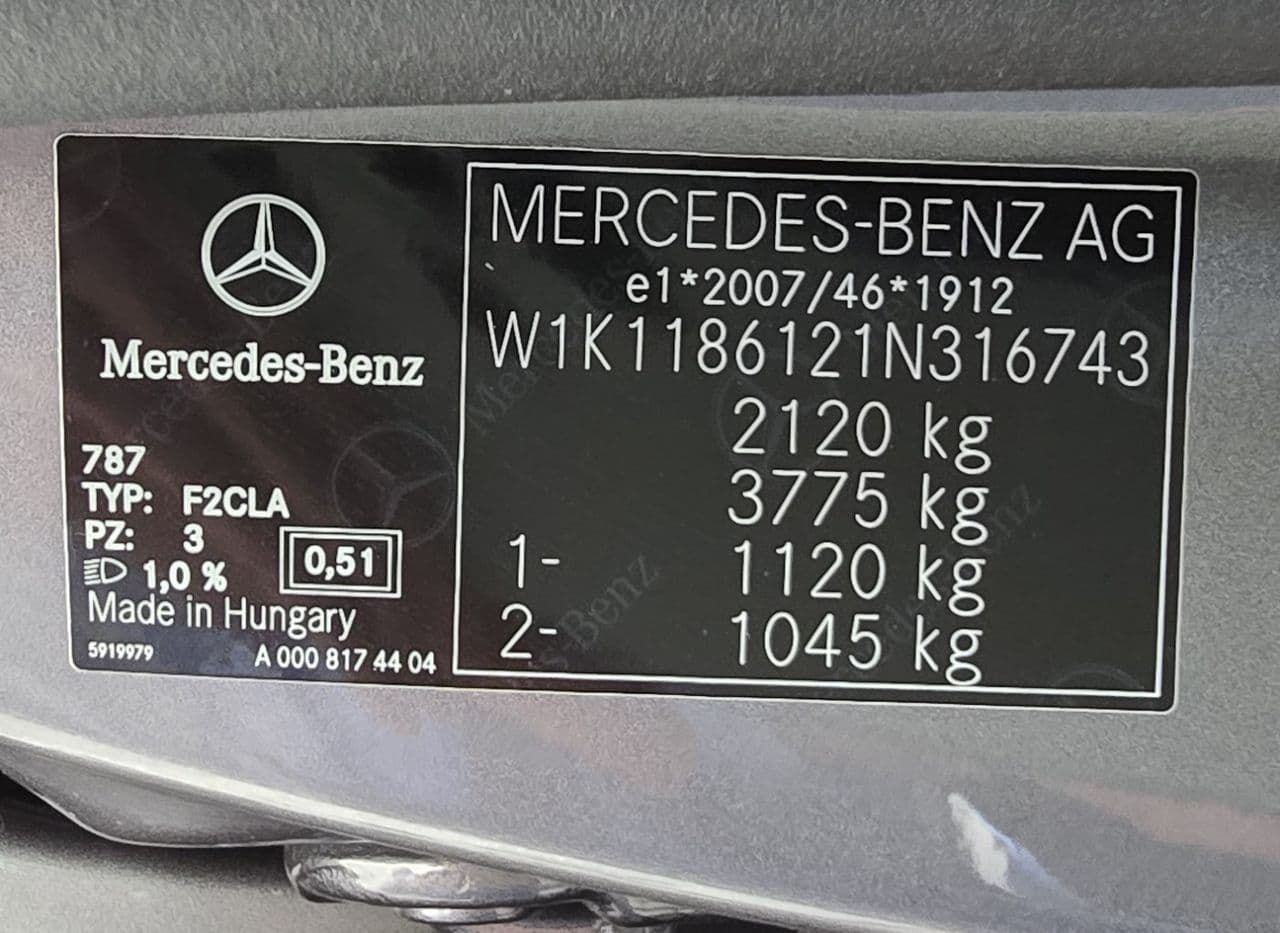 Mercedes-Benz
787
TYP: F2CLA
PZ: 3
1,0 %
0,51
Made in Hungary
5919979
A 000 817 44 04
MERCEDES-BENZ AG
e1*2007/46*1912
W1K1186121N316743
2120 kg
3775 kg
1- 1120 kg
2- 1045 kg